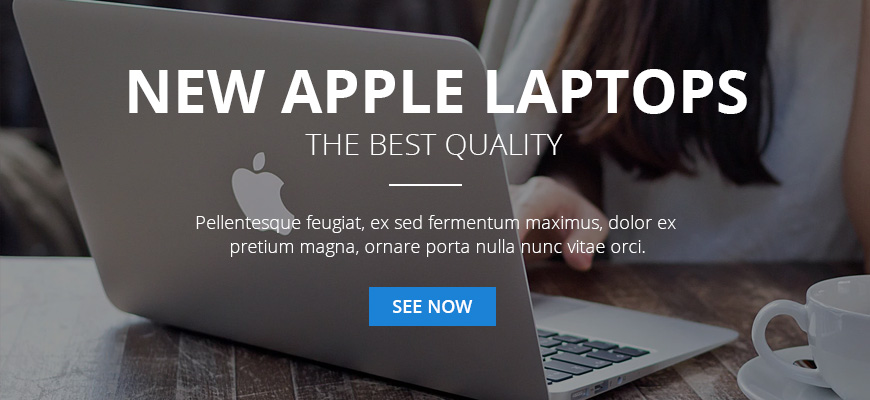 NEW APPLE LAPTOPS
THE BEST QUALITY
Pellentesque feugiat, ex sed fermentum maximus, dolor ex
pretium magna, ornare porta nulla nunc vitae orci.
SEE NOW